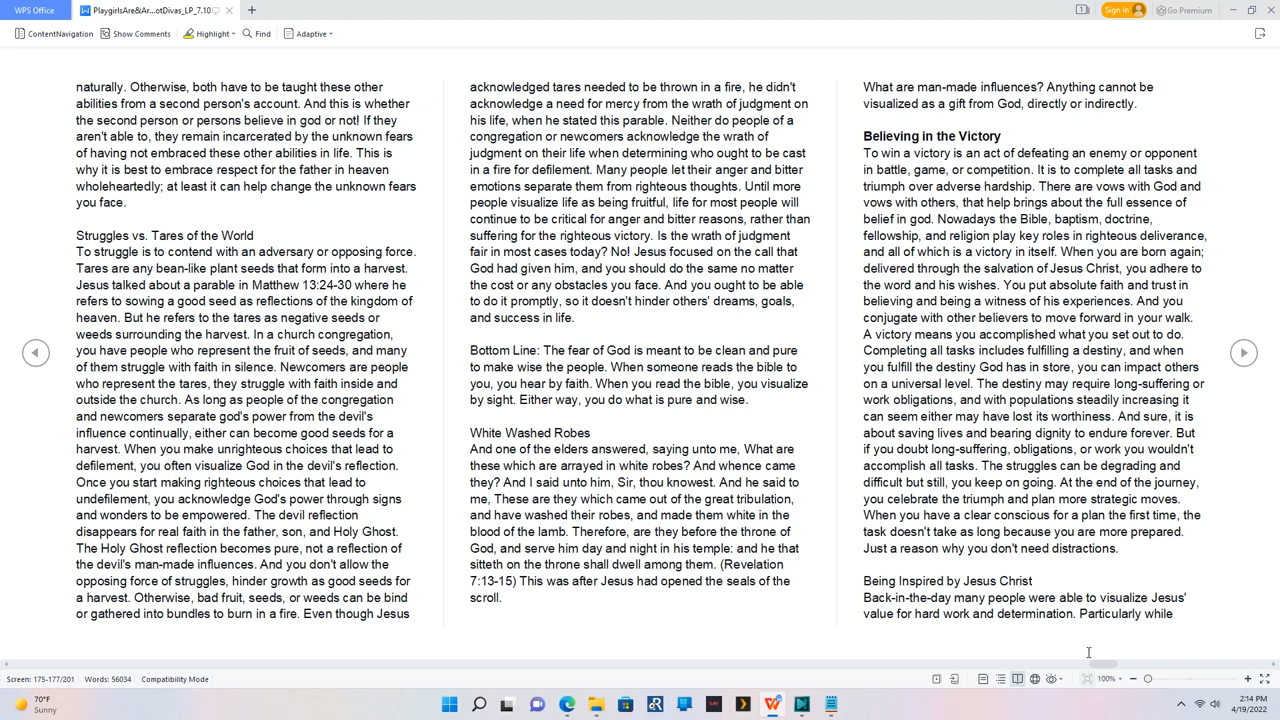 WPS Office
PlaygirlsAre&Ar...otDivas_LP_7.10
Sign in
Go Premium
ContentNavigation
Show Comments
Highlight
Find
Adaptive
naturally. Otherwise, both have to be taught these other
abilities from a second person's account. And this is whether
the second person or persons believe in god or not! If they
aren't able to, they remain incarcerated by the unknown fears
of having not embraced these other abilities in life. This is
why it is best to embrace respect for the father in heaven
wholeheartedly; at least it can help change the unknown fears
you face.
Struggles vs. Tares of the World
To struggle is to contend with an adversary or opposing force.
Tares are any bean-like plant seeds that form into a harvest.
Jesus talked about a parable in Matthew 13:24-30 where he
refers to sowing a good seed as reflections of the kingdom of
heaven. But he refers to the tares as negative seeds or
weeds surrounding the harvest. In a church congregation,
you have people who represent the fruit of seeds, and many
of them struggle with faith in silence. Newcomers are people
who represent the tares, they struggle with faith inside and
outside the church. As long as people of the congregation
and newcomers separate god's power from the devil's
influence continually, either can become good seeds for a
harvest. When you make unrighteous choices that lead to
defilement, you often visualize God in the devil's reflection.
Once you start making righteous choices that lead to
undefilement, you acknowledge God's power through signs
and wonders to be empowered. The devil reflection
disappears for real faith in the father, son, and Holy Ghost.
The Holy Ghost reflection becomes pure, not a reflection of
the devil's man-made influences. And you don't allow the
opposing force of struggles, hinder growth as good seeds for
a harvest. Otherwise, bad fruit, seeds, or weeds can be bind
or gathered into bundles to burn in a fire. Even though Jesus
acknowledged tares needed to be thrown in a fire, he didn't
acknowledge a need for mercy from the wrath of judgment on
his life, when he stated this parable. Neither do people of a
congregation or newcomers acknowledge the wrath of
judgment on their life when determining who ought to be cast
in a fire for defilement. Many people let their anger and bitter
emotions separate them from righteous thoughts. Until more
people visualize life as being fruitful, life for most people will
continue to be critical for anger and bitter reasons, rather than
suffering for the righteous victory. Is the wrath of judgment
fair in most cases today? No! Jesus focused on the call that
God had given him, and you should do the same no matter
the cost or any obstacles you face. And you ought to be able
to do it promptly, so it doesn't hinder others' dreams, goals,
and success in life.
Bottom Line: The fear of God is meant to be clean and pure
to make wise the people. When someone reads the bible to
you, you hear by faith. When you read the bible, you visualize
by sight. Either way, you do what is pure and wise.
White Washed Robes
And one of the elders answered, saying unto me, What are
these which are arrayed in white robes? And whence came
they? And I said unto him, Sir, thou knowest. And he said to
me, These are they which came out of the great tribulation,
and have washed their robes, and made them white in the
blood of the lamb. Therefore, are they before the throne of
God, and serve him day and night in his temple: and he that
sitteth on the throne shall dwell among them. (Revelation
7:13-15) This was after Jesus had opened the seals of the
scroll.
What are man-made influences? Anything cannot be
visualized as a gift from God, directly or indirectly.
Believing in the Victory
To win a victory is an act of defeating an enemy or opponent
in battle, game, or competition. It is to complete all tasks and
triumph over adverse hardship. There are vows with God and
vows with others, that help brings about the full essence of
belief in god. Nowadays the Bible, baptism, doctrine,
fellowship, and religion play key roles in righteous deliverance,
and all of which is a victory in itself. When you are born again;
delivered through the salvation of Jesus Christ, you adhere to
the word and his wishes. You put absolute faith and trust in
believing and being a witness of his experiences. And you
conjugate with other believers to move forward in your walk.
A victory means you accomplished what you set out to do.
Completing all tasks includes fulfilling a destiny, and when
you fulfill the destiny God has in store, you can impact others
on a universal level. The destiny may require long-suffering or
work obligations, and with populations steadily increasing it
can seem either may have lost its worthiness. And sure, it is
about saving lives and bearing dignity to endure forever. But
if you doubt long-suffering, obligations, or work you wouldn't
accomplish all tasks. The struggles can be degrading and
difficult but still, you keep on going. At the end of the journey,
you celebrate the triumph and plan more strategic moves.
When you have a clear conscious for a plan the first time, the
task doesn't take as long because you are more prepared.
Just a reason why you don't need distractions.
Being Inspired by Jesus Christ
Back-in-the-day many people were able to visualize Jesus'
value for hard work and determination. Particularly while
Screen: 175-177/201
Words: 56034
Compatibility Mode
100%
70°F
Sunny
2:14 PM
4/19/2022